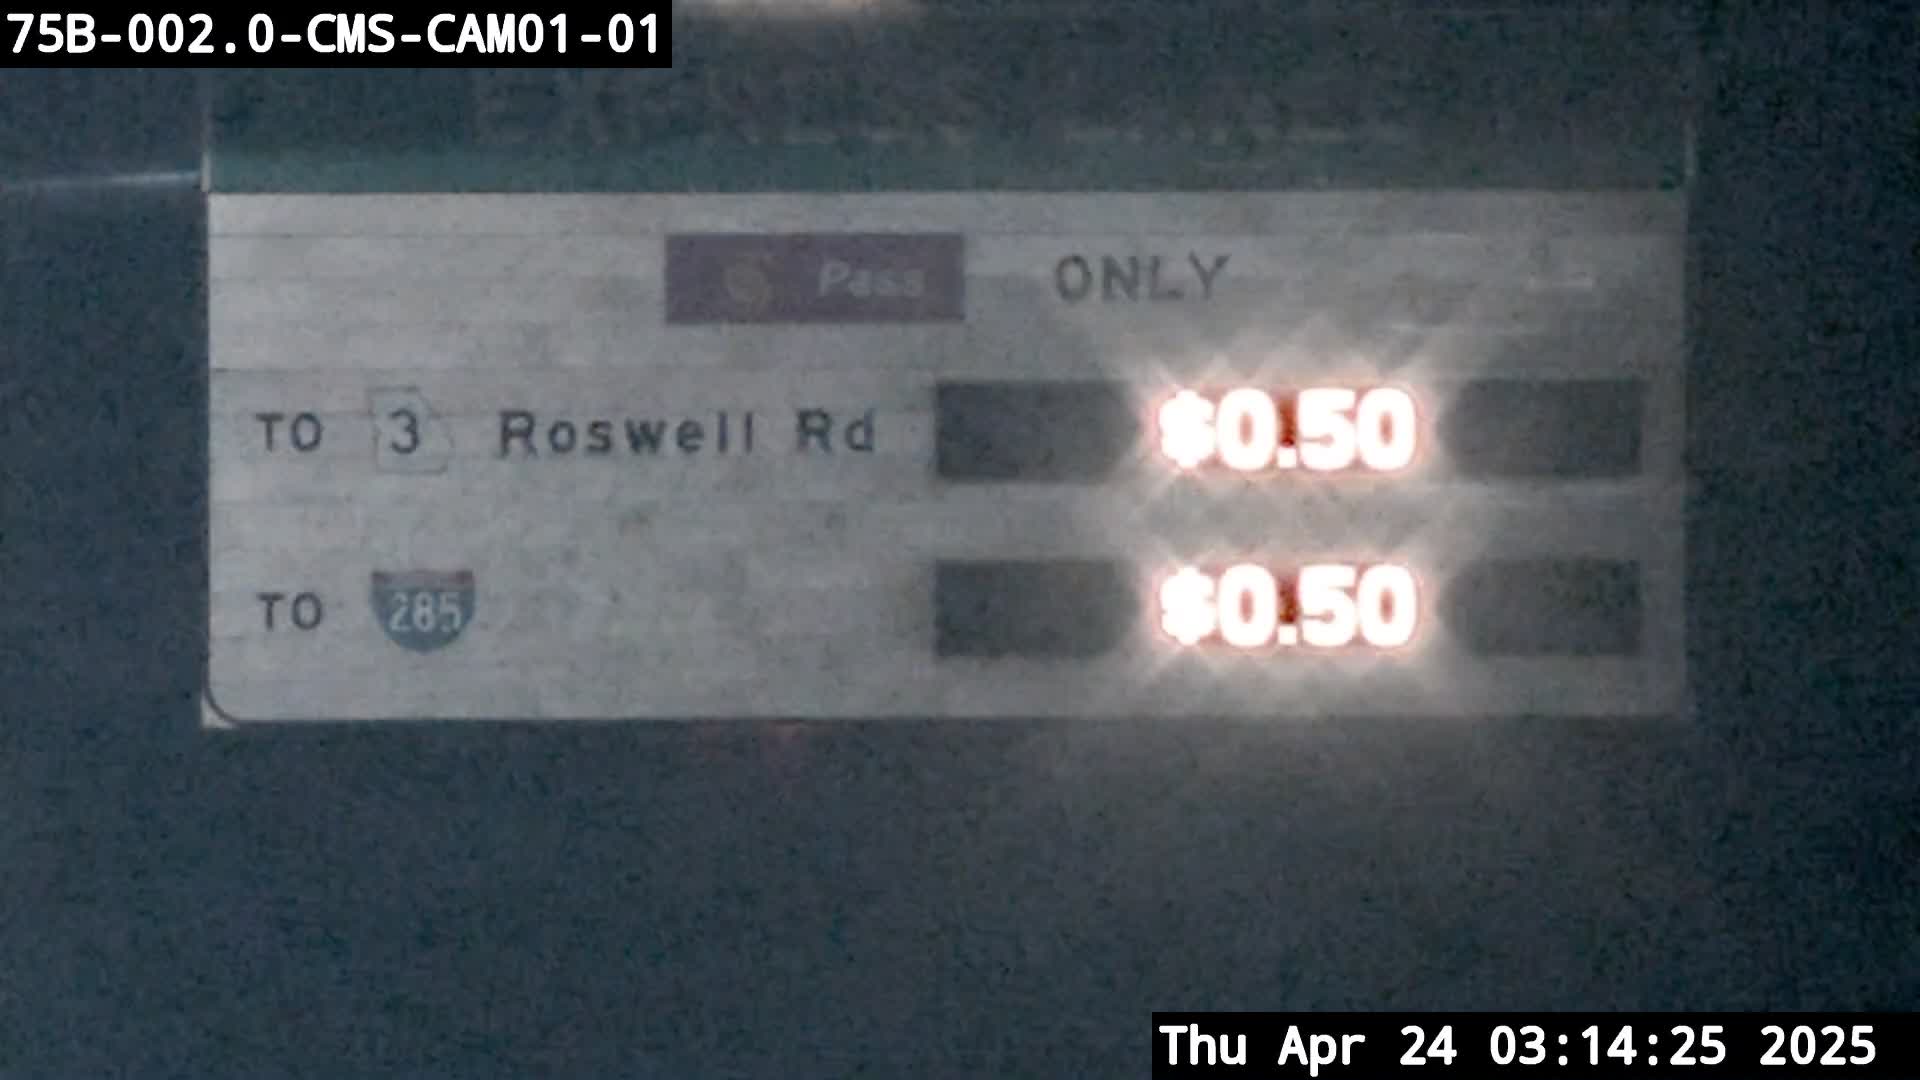 75B-002.0-CMS-CAM01-01
Pass ONLY
TO 3 Roswell Rd $0.50
TO 285 $0.50
Thu Apr 24 03:14:25 2025